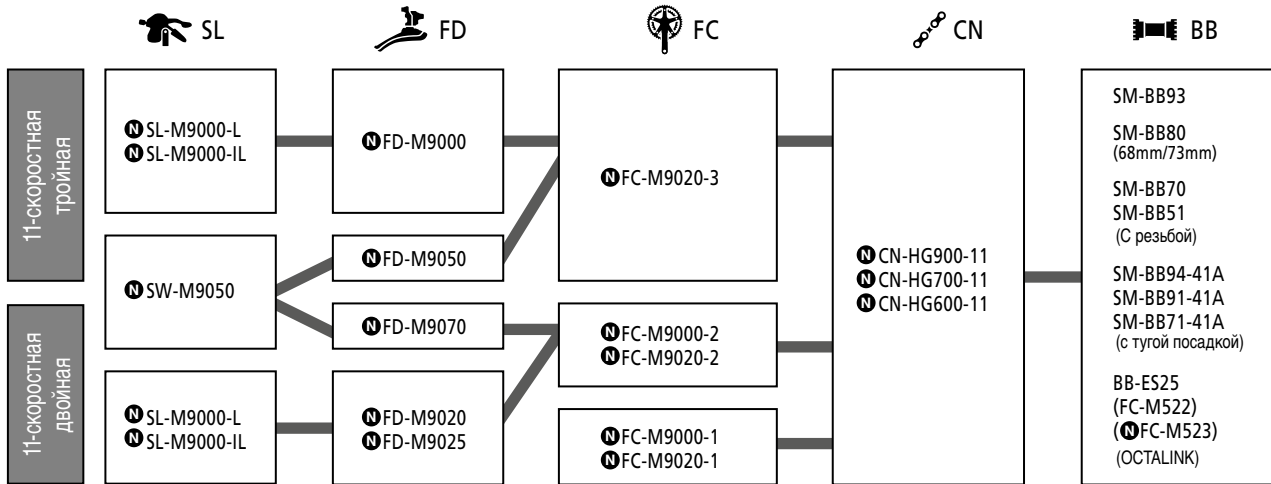 SL
FD
FC
CN
BB
11-скоростная
тройная
N SL-M9000-L
N SL-M9000-IL
N FD-M9000
N FC-M9020-3
N SW-M9050
N FD-M9050
N FD-M9070
11-скоростная
двойная
N SL-M9000-L
N SL-M9000-IL
N FD-M9020
N FD-M9025
N FC-M9000-2
N FC-M9020-2
N FC-M9000-1
N FC-M9020-1
N CN-HG900-11
N CN-HG700-11
N CN-HG600-11
SM-BB93
SM-BB80
(68mm/73mm)
SM-BB70
SM-BB51
(С резьбой)
SM-BB94-41A
SM-BB91-41A
SM-BB71-41A
(с тугой посадкой)
BB-ES25
(FC-M522)
(N FC-M523)
(OCTALINK)